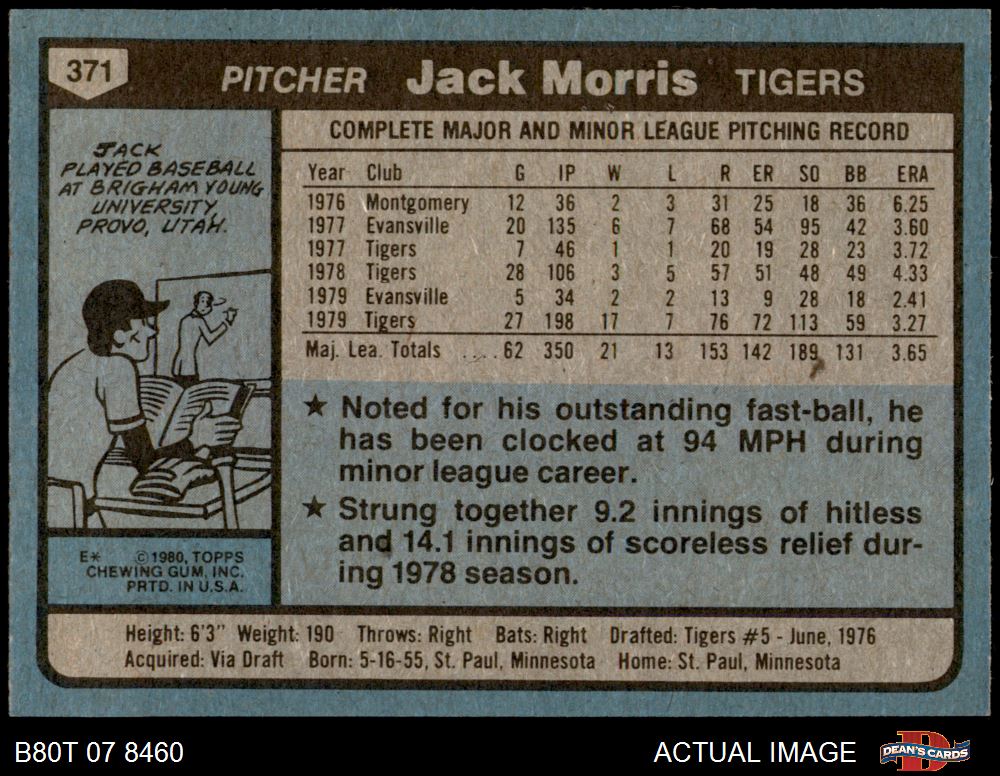 371
PITCHER Jack Morris TIGERS
JACK
PLAYED BASEBALL
AT BRIGHAM YOUNG
UNIVERSITY,
PROVO, UTAH.
COMPLETE MAJOR AND MINOR LEAGUE PITCHING RECORD
Year Club G IP W L R ER SO BB ERA
1976 Montgomery 12 36 2 3 31 25 18 36 6.25
1977 Evansville 20 135 6 7 68 54 95 42 3.60
1977 Tigers 7 46 1 1 20 19 28 23 3.72
1978 Tigers 28 106 3 5 57 51 48 49 4.33
1979 Evansville 5 34 2 2 13 9 28 18 2.41
1979 Tigers 27 198 17 7 76 72 113 59 3.27
Maj. Lea. Totals .... 62 350 21 13 153 142 189 131 3.65
★ Noted for his outstanding fast-ball, he
has been clocked at 94 MPH during
minor league career.
★ Strung together 9.2 innings of hitless
and 14.1 innings of scoreless relief dur-
ing 1978 season.
E* © 1980, TOPPS
CHEWING GUM, INC.
PRTD. IN U.S.A.
Height: 6'3" Weight: 190 Throws: Right Bats: Right Drafted: Tigers #5 - June, 1976
Acquired: Via Draft Born: 5-16-55, St. Paul, Minnesota Home: St. Paul, Minnesota
B80T 07 8460 ACTUAL IMAGE DEAN'S CARDS